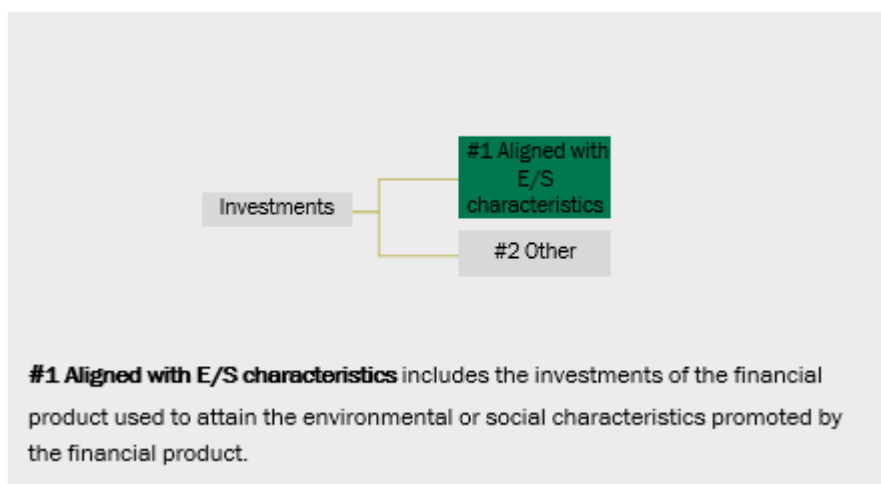 #1 Aligned with
E/S
characteristics
Investments
#2 Other
#1 Aligned with E/S characteristics includes the investments of the financial
product used to attain the environmental or social characteristics promoted by
the financial product.